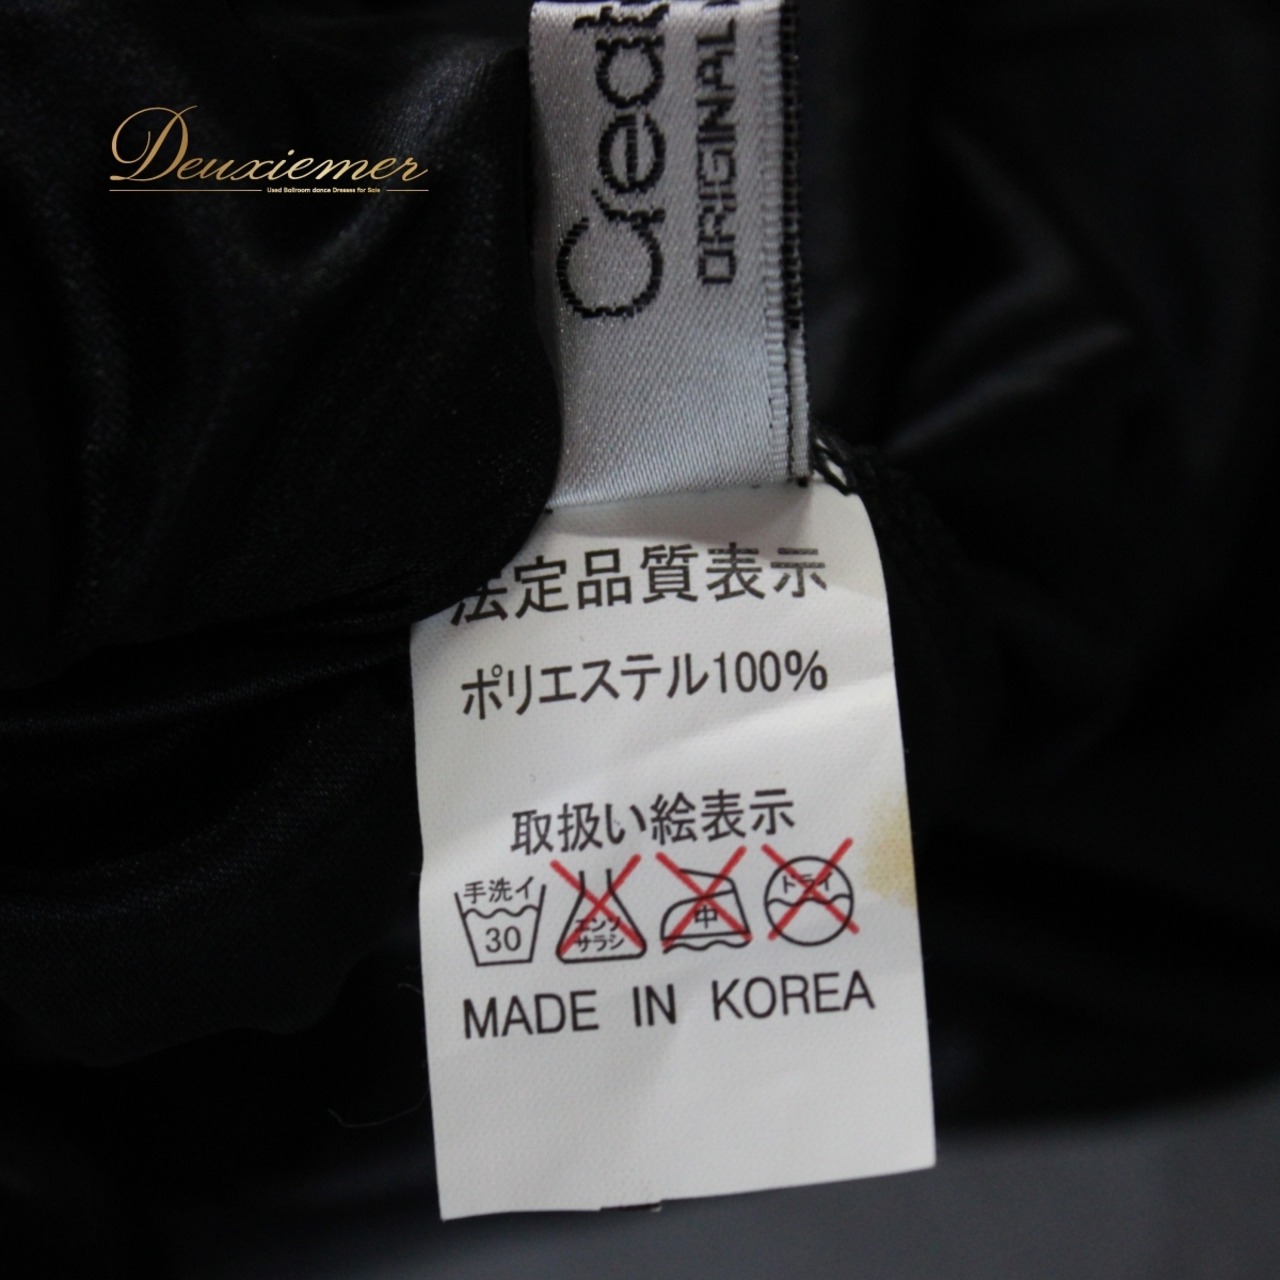 Deuxiemer
Used Ballroom dance Dresses for Sale
ORIGINAL
法定品質表示
ポリエステル100%
取扱い絵表示
手洗イ
30
エンソ
サラシ
中
ドライ
MADE IN KOREA